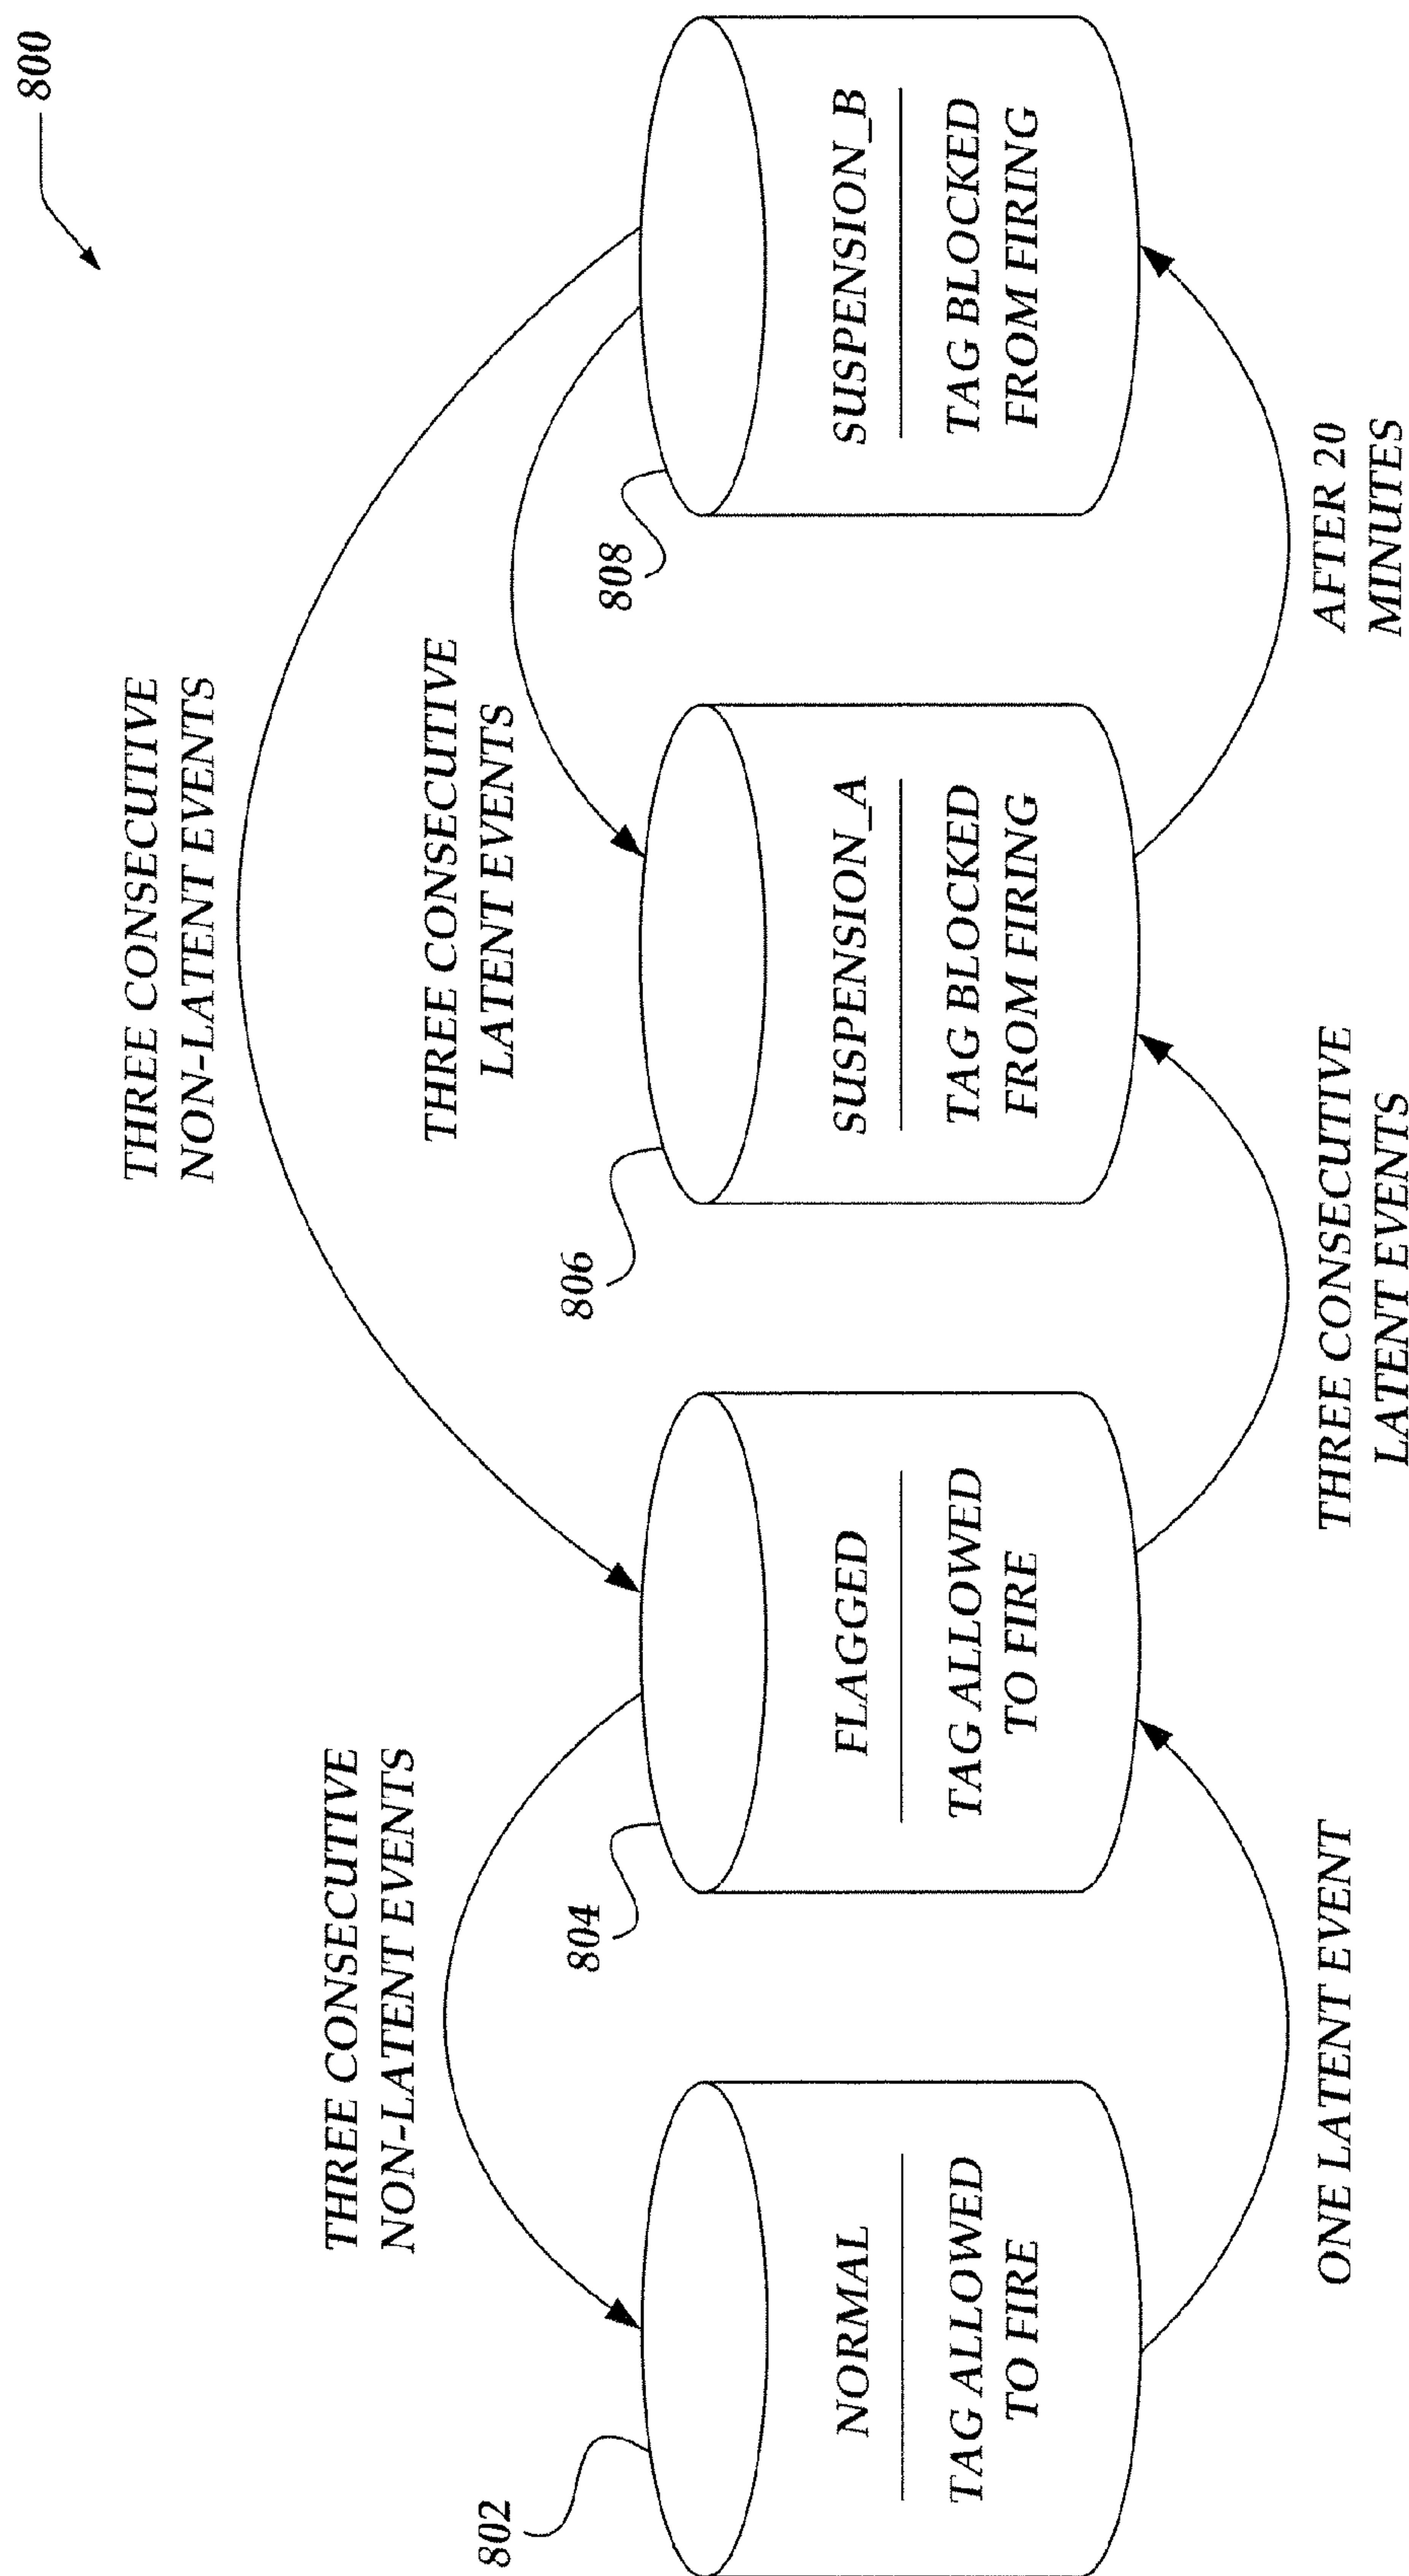 800
THREE CONSECUTIVE
NON-LATENT EVENTS
THREE CONSECUTIVE
NON-LATENT EVENTS
THREE CONSECUTIVE
LATENT EVENTS
802
804
806
808
NORMAL
TAG ALLOWED
TO FIRE
FLAGGED
TAG ALLOWED
TO FIRE
SUSPENSION_A
TAG BLOCKED
FROM FIRING
SUSPENSION_B
TAG BLOCKED
FROM FIRING
ONE LATENT EVENT
THREE CONSECUTIVE
LATENT EVENTS
AFTER 20
MINUTES